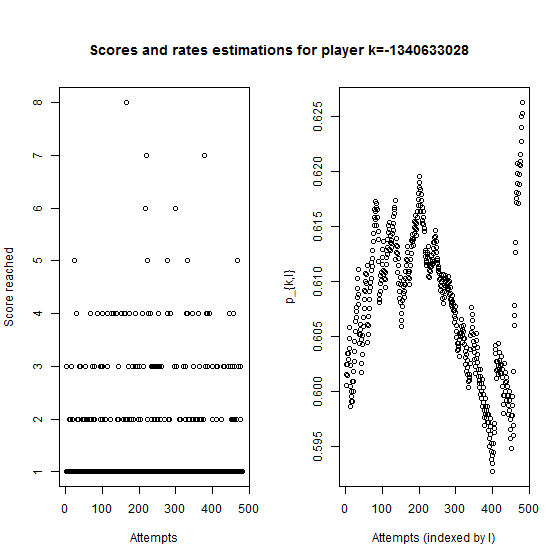 Scores and rates estimations for player k=-1340633028
Score reached
8
7
6
5
4
3
2
1
0 100 200 300 400 500
Attempts
p_{k,l}
0.625
0.620
0.615
0.610
0.605
0.600
0.595
0 100 200 300 400 500
Attempts (indexed by l)